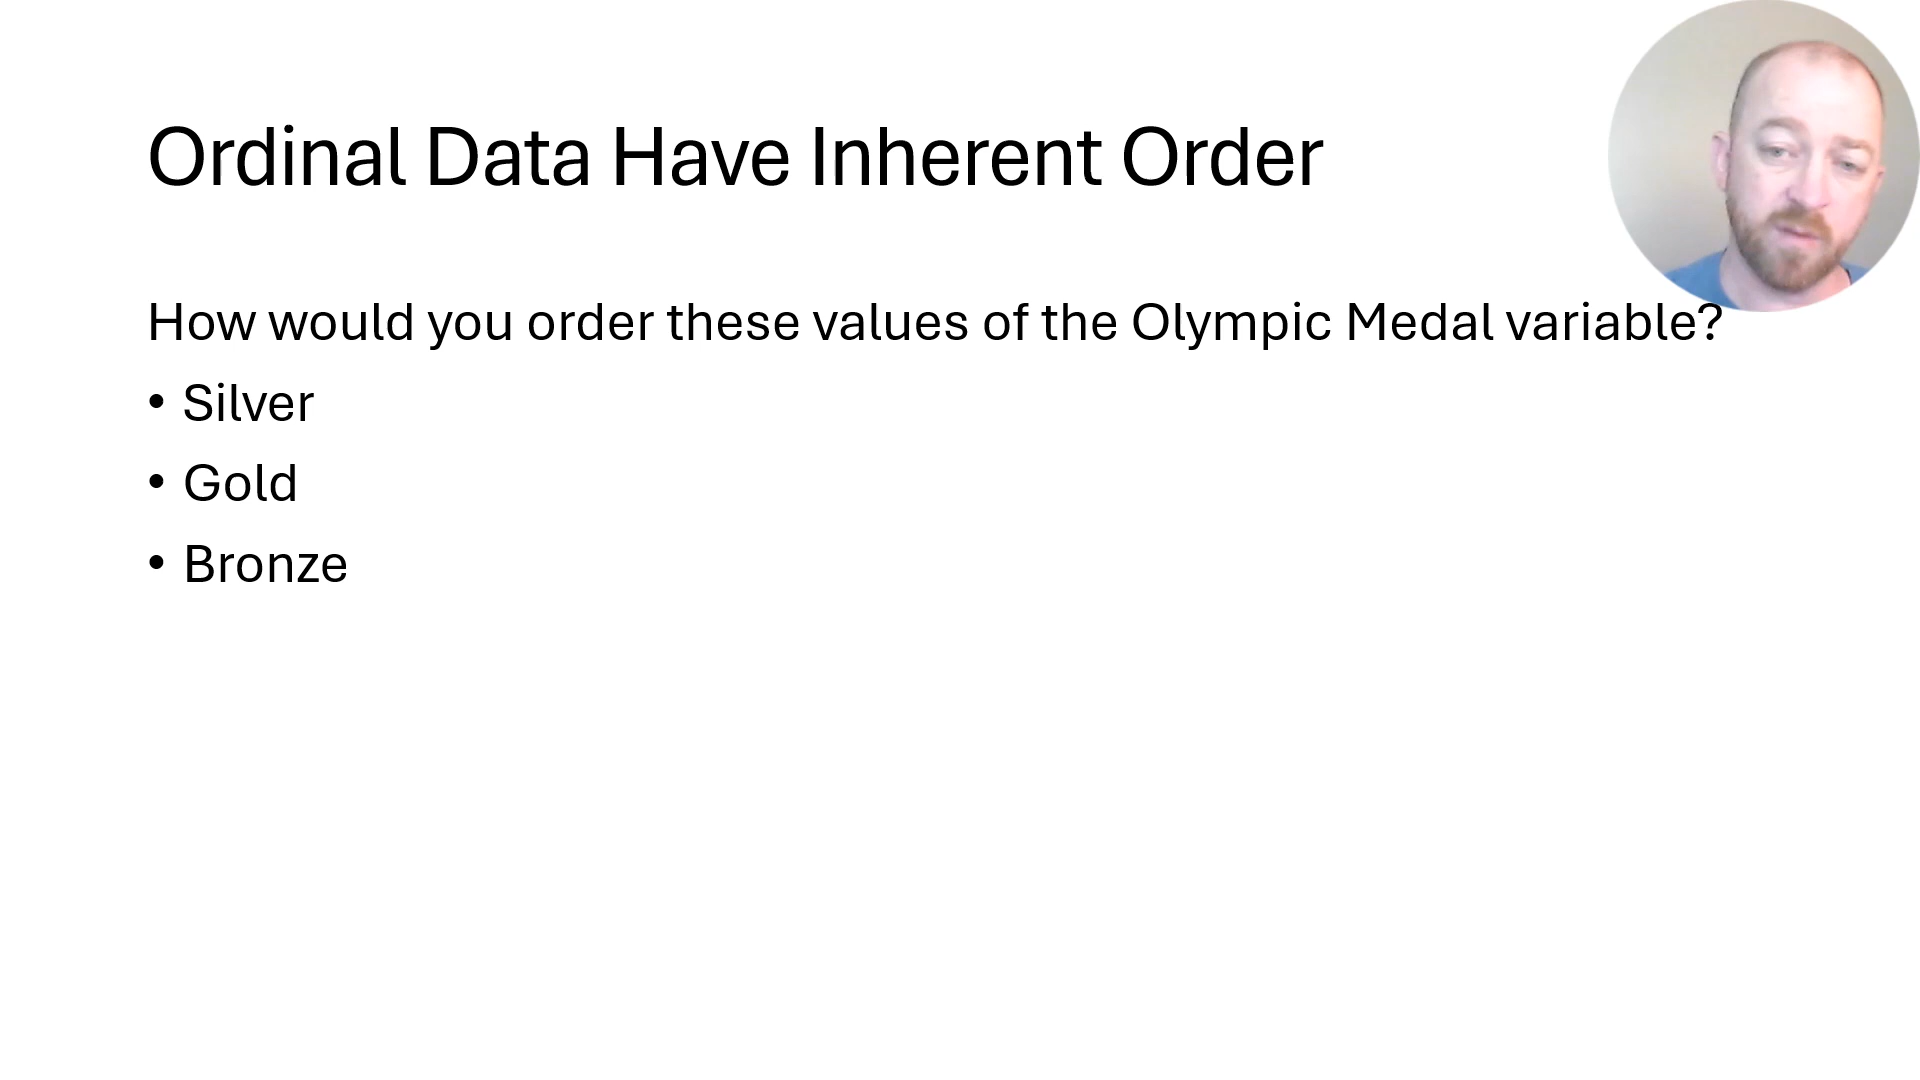 Ordinal Data Have Inherent Order
How would you order these values of the Olympic Medal variable?
• Silver
• Gold
• Bronze